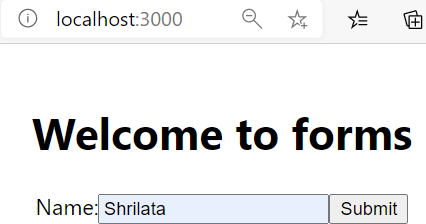 localhost:3000
Welcome to forms
Name: Shrilata Submit